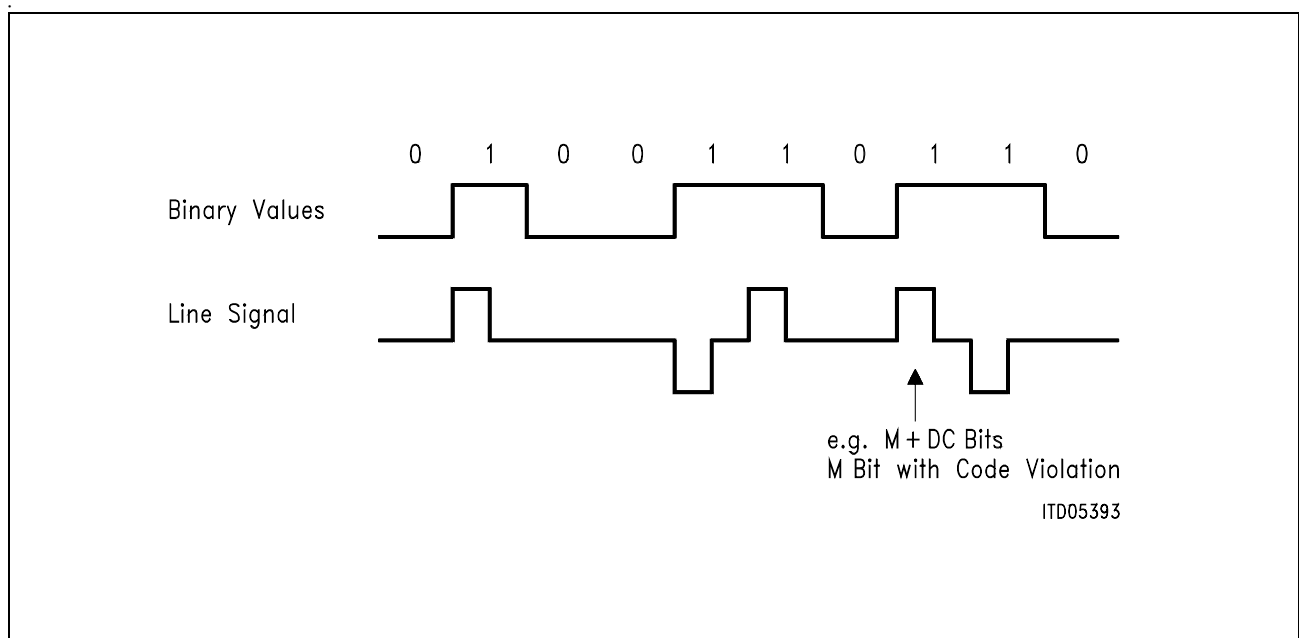 0 1 0 0 1 1 0 1 1 0
Binary Values
Line Signal
e.g. M + DC Bits
M Bit with Code Violation
ITD05393